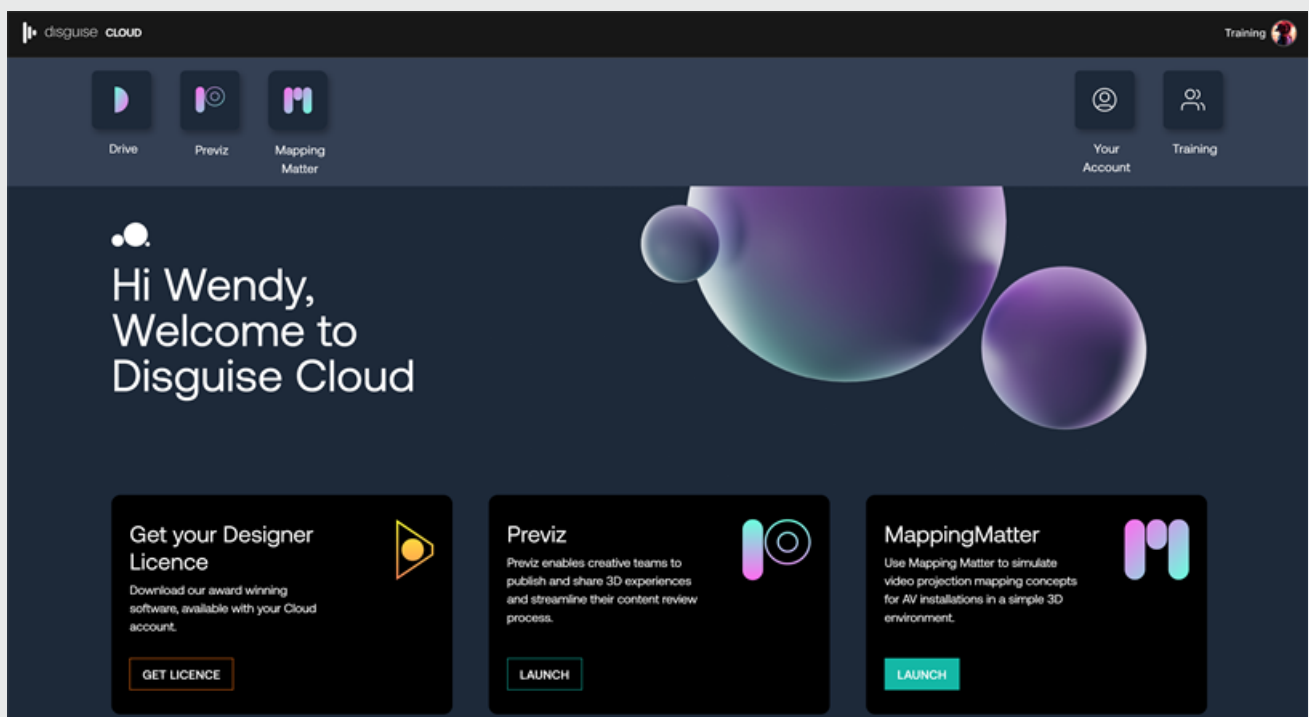 disguise CLOUD
Training
Drive
Previz
Mapping
Matter
Your
Account
Training
Hi Wendy,
Welcome to
Disguise Cloud
Get your Designer
Licence
Download our award winning
software, available with your Cloud
account.
GET LICENCE
Previz
Previz enables creative teams to
publish and share 3D experiences
and streamline their content review
process.
LAUNCH
MappingMatter
Use Mapping Matter to simulate
video projection mapping concepts
for AV installations in a simple 3D
environment.
LAUNCH